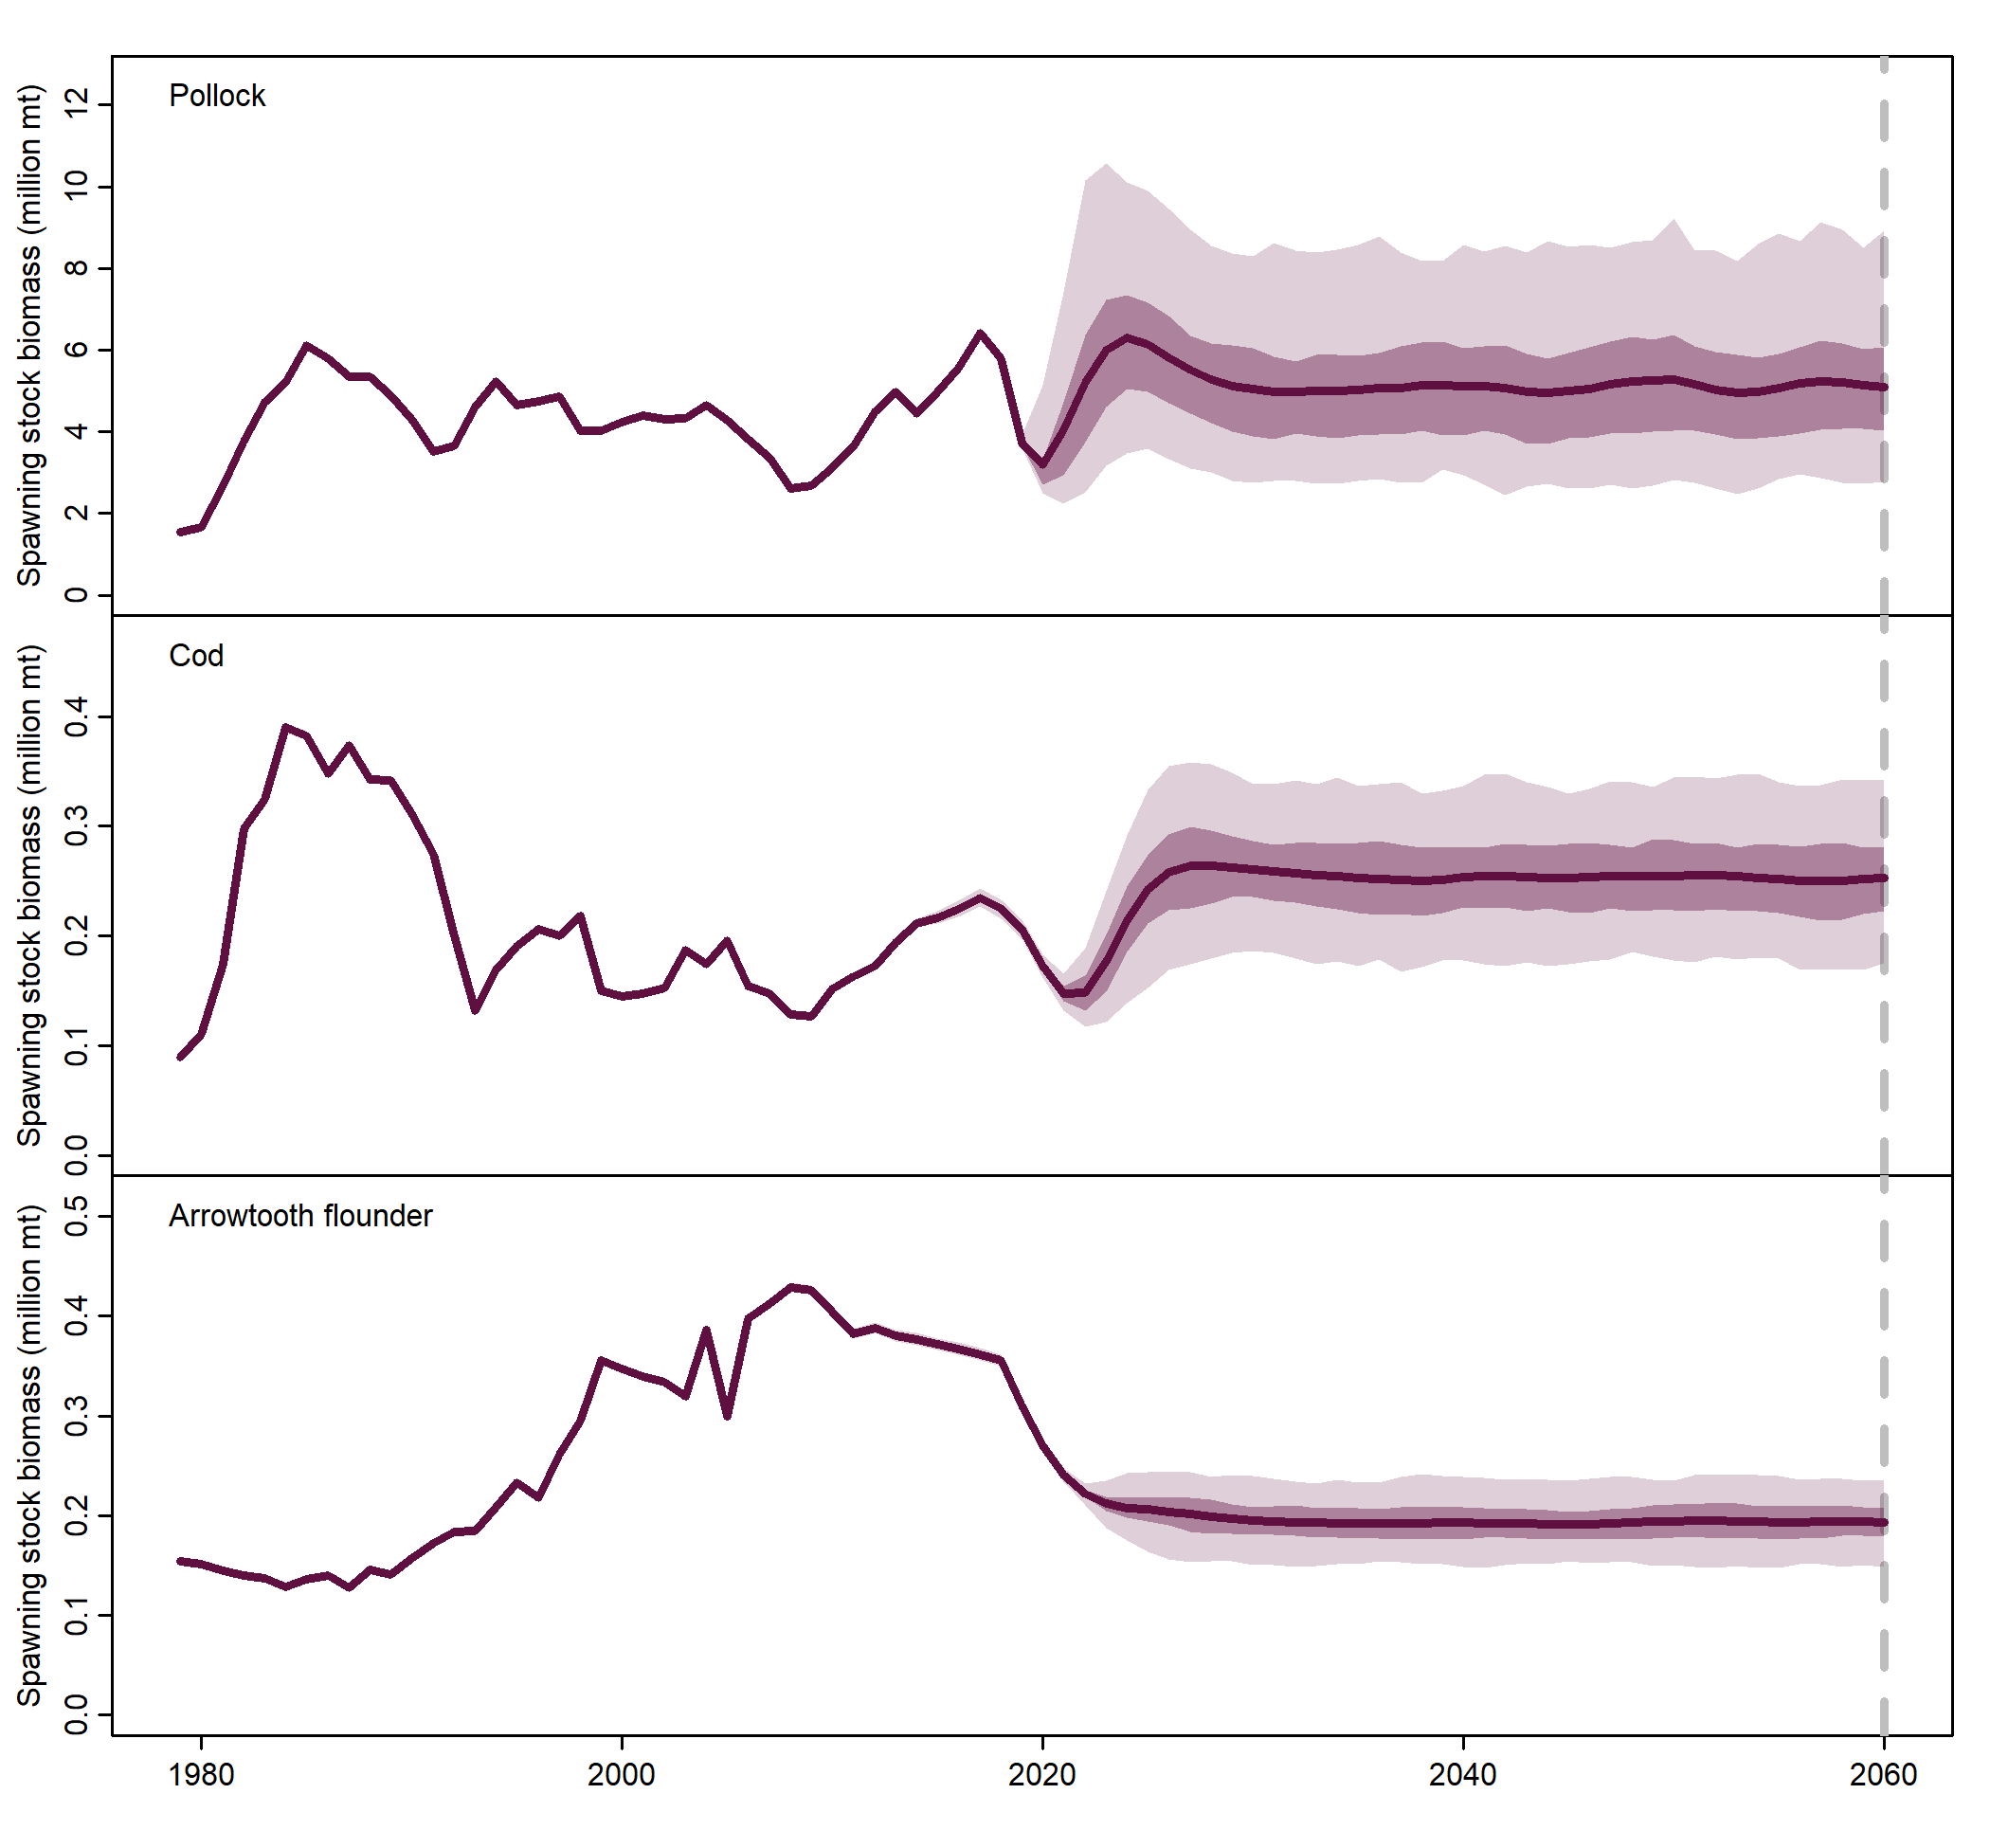 Pollock
Spawning stock biomass (million mt)
12
10
8
6
4
2
0
Cod
Spawning stock biomass (million mt)
0.4
0.3
0.2
0.1
0.0
Arrowtooth flounder
Spawning stock biomass (million mt)
0.5
0.4
0.3
0.2
0.1
0.0
1980 2000 2020 2040 2060